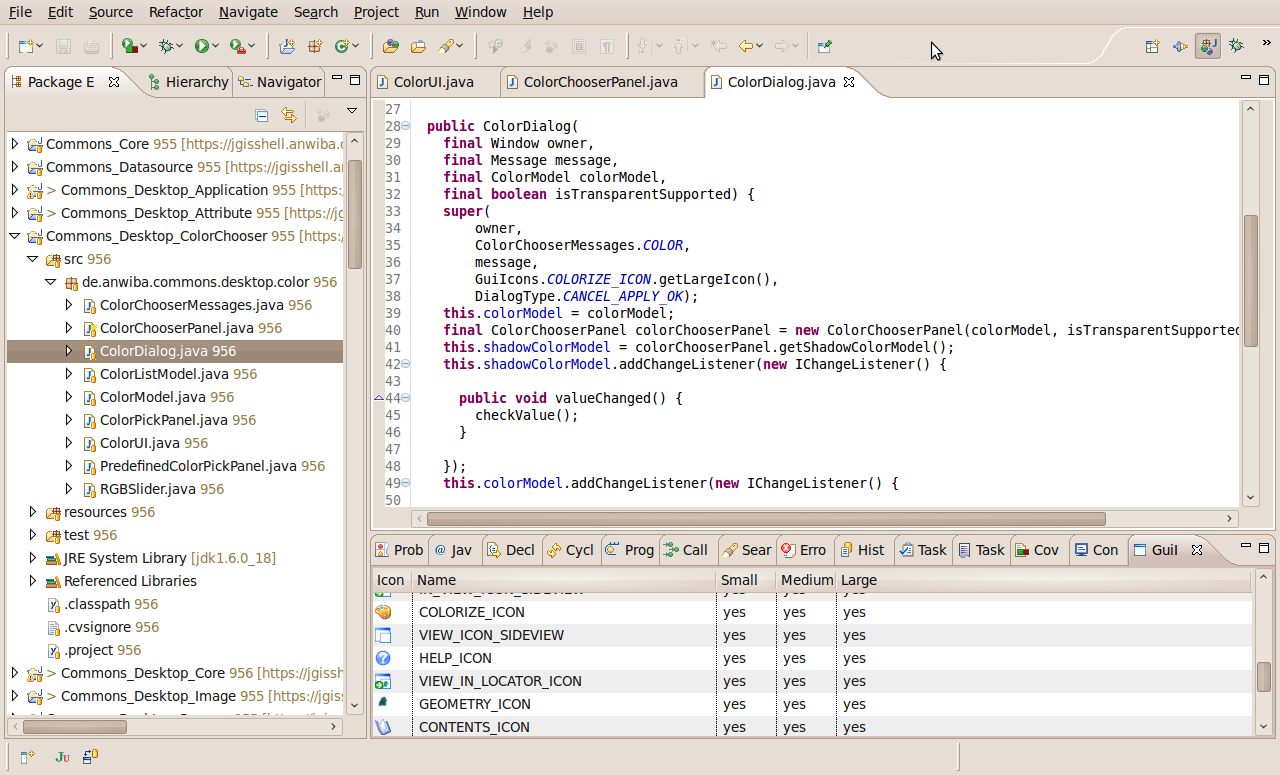 File Edit Source Refactor Navigate Search Project Run Window Help
Package E Hierarchy Navigator
Commons_Core 955 [https://jgisshell.anwiba.
Commons_Datasource 955 [https://jgisshell.an
> Commons_Desktop_Application 955 [https:
> Commons_Desktop_Attribute 955 [https://jg
Commons_Desktop_ColorChooser 955 [https:/
src 956
de.anwiba.commons.desktop.color 956
ColorChooserMessages.java 956
ColorChooserPanel.java 956
ColorDialog.java 956
ColorListModel.java 956
ColorModel.java 956
ColorPickPanel.java 956
ColorUI.java 956
PredefinedColorPickPanel.java 956
RGBSlider.java 956
resources 956
test 956
JRE System Library [jdk1.6.0_18]
Referenced Libraries
.classpath 956
.cvsignore 956
.project 956
> Commons_Desktop_Core 956 [https://jgissh
> Commons_Desktop_Image 955 [https://jgiss
ColorUI.java ColorChooserPanel.java ColorDialog.java
27
28 public ColorDialog(
29 final Window owner,
30 final Message message,
31 final ColorModel colorModel,
32 final boolean isTransparentSupported) {
33 super(
34 owner,
35 ColorChooserMessages.COLOR,
36 message,
37 GuiIcons.COLORIZE_ICON.getLargeIcon(),
38 DialogType.CANCEL_APPLY_OK);
39 this.colorModel = colorModel;
40 final ColorChooserPanel colorChooserPanel = new ColorChooserPanel(colorModel, isTransparentSupported
41 this.shadowColorModel = colorChooserPanel.getShadowColorModel();
42 this.shadowColorModel.addChangeListener(new IChangeListener() {
43
44 public void valueChanged() {
45 checkValue();
46 }
47
48 });
49 this.colorModel.addChangeListener(new IChangeListener() {
50
Prob @ Jav Decl Cycl Prog Call Sear Erro Hist Task Task Cov Con GuiI
Icon Name Small Medium Large
IN_VIEW_ICON_SIDEVIEW yes yes yes
COLORIZE_ICON yes yes yes
VIEW_ICON_SIDEVIEW yes yes yes
HELP_ICON yes yes yes
VIEW_IN_LOCATOR_ICON yes yes yes
GEOMETRY_ICON yes yes yes
CONTENTS_ICON yes yes yes